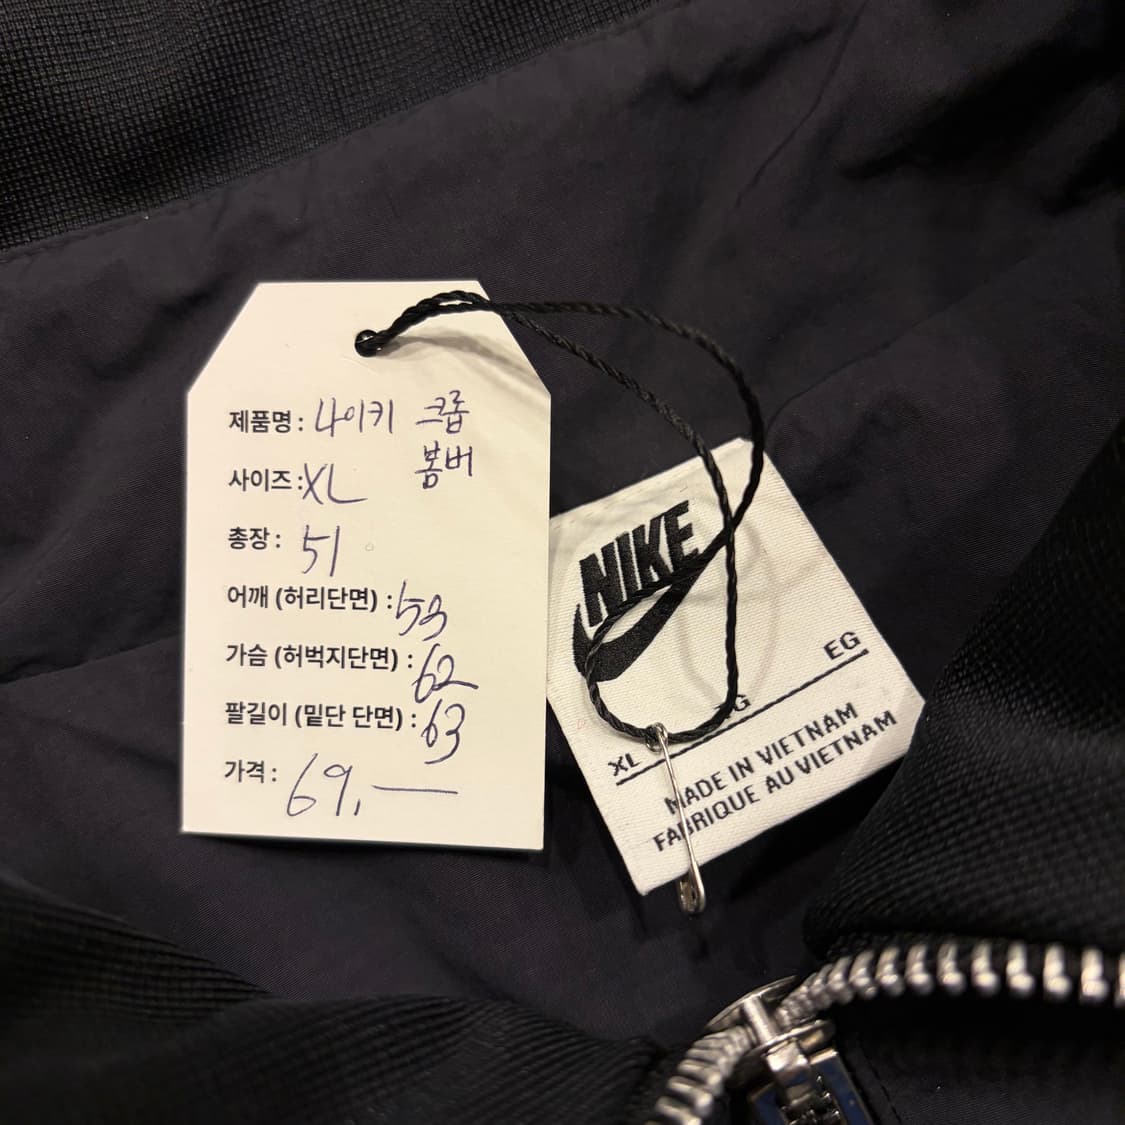 제품명 : 나이키 크롭
봄버
사이즈 : XL
총장 : 51
어깨 (허리단면) : 53
가슴 (허벅지단면) : 62
팔길이 (밑단 단면) : 63
가격 : 69,—
NIKE
EG
G
XL
MADE IN VIETNAM
FABRIQUE AU VIETNAM